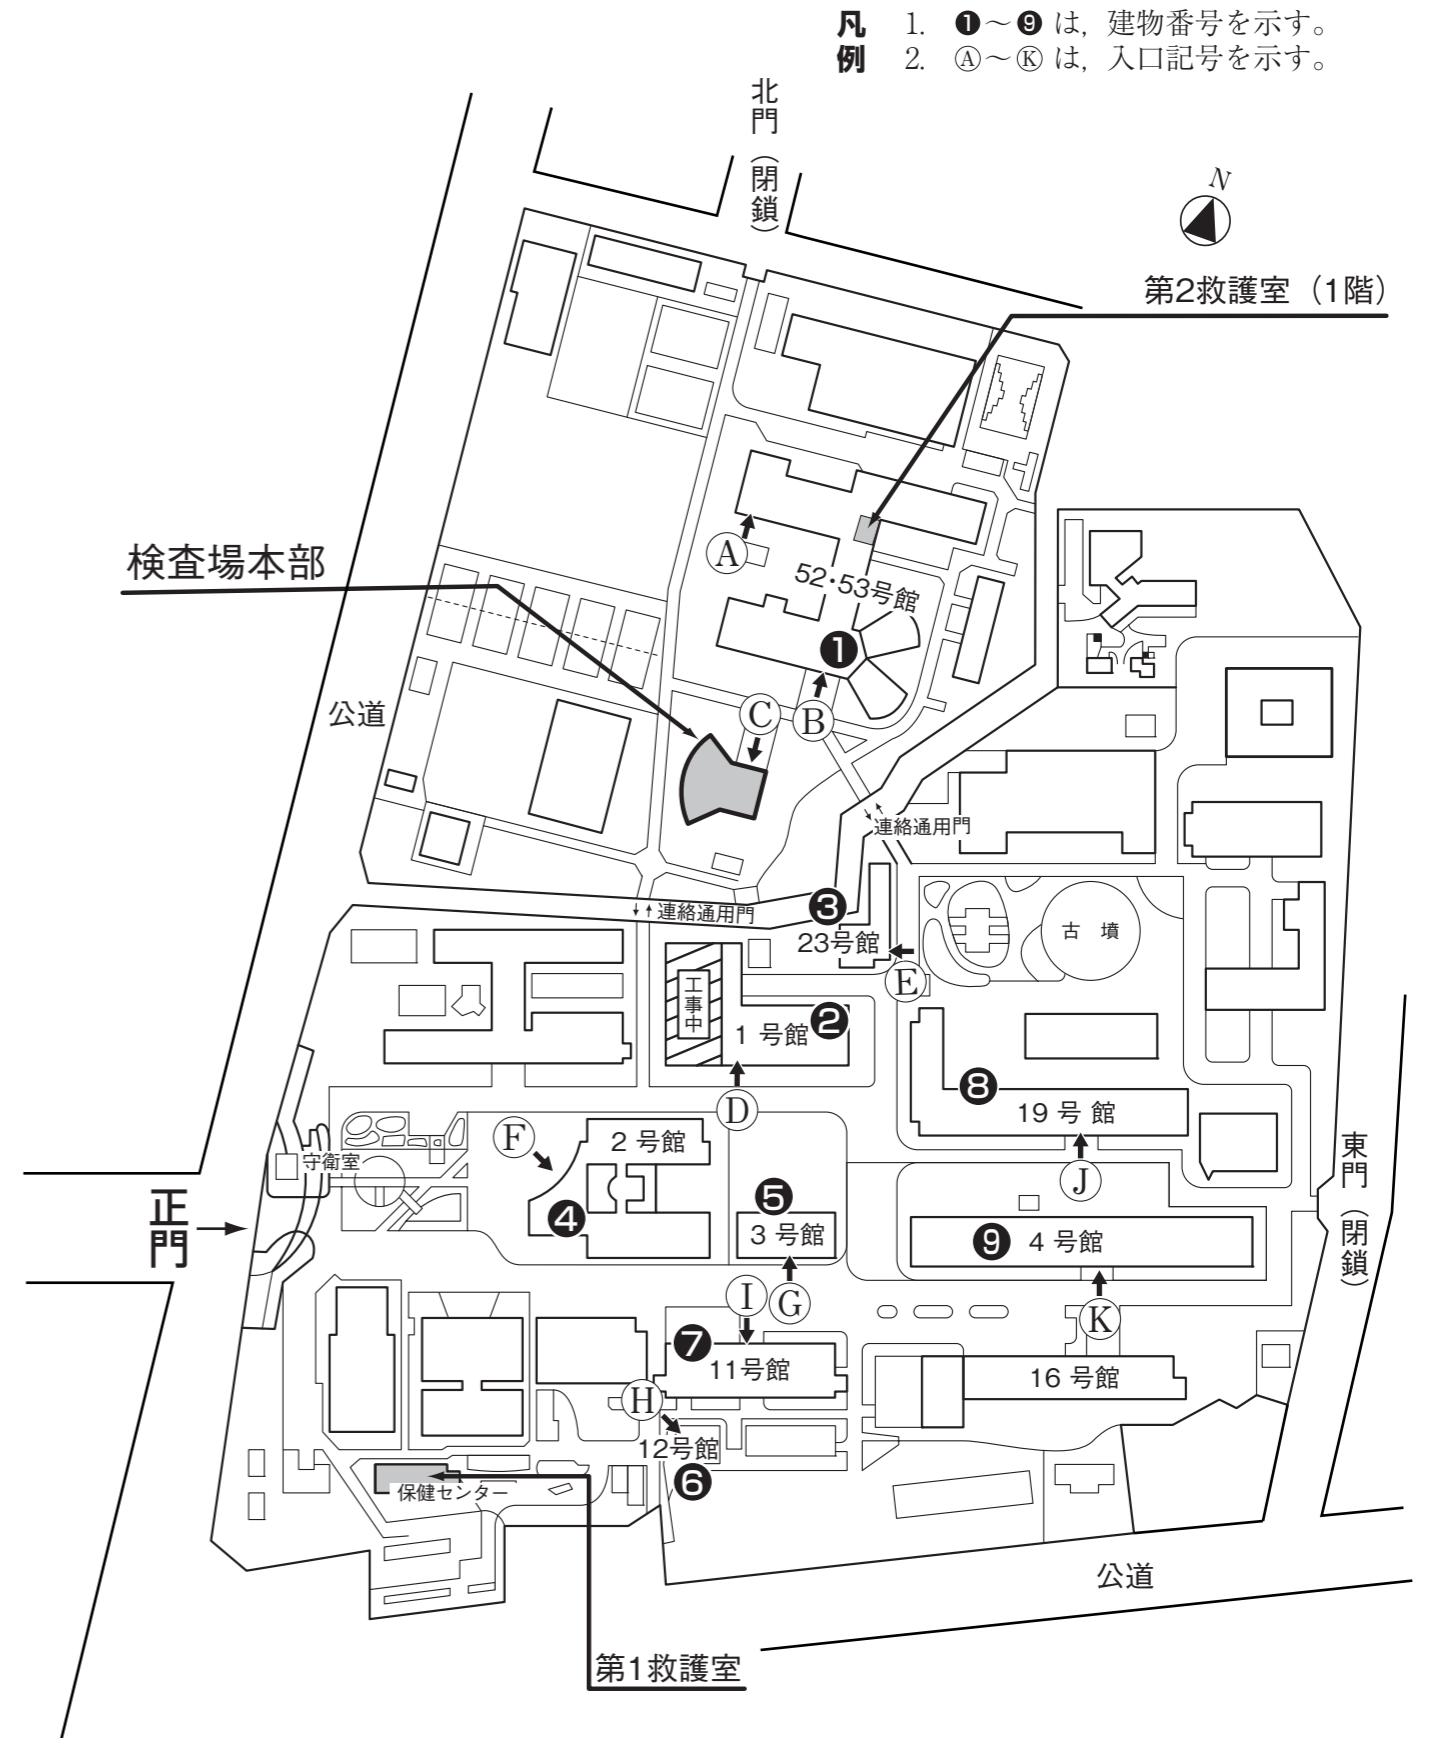 凡例
1. ❶～❾ は, 建物番号を示す。
2. Ⓐ～Ⓚ は, 入口記号を示す。
北門（閉鎖）
N
第2救護室（1階）
検査場本部
Ⓐ
52・53号館
❶
公道
Ⓒ
Ⓑ
連絡通用門
❸
連絡通用門
23号館
古 墳
Ⓔ
工事中
1 号館
❷
❽
Ⓓ
19 号 館
Ⓕ
2 号館
守衛室
東門（閉鎖）
Ⓙ
❺
正門
❹
3 号館
❾
4 号館
Ⓘ
Ⓖ
Ⓚ
❼
11号館
16 号館
Ⓗ
12号館
❻
保健センター
公道
第1救護室